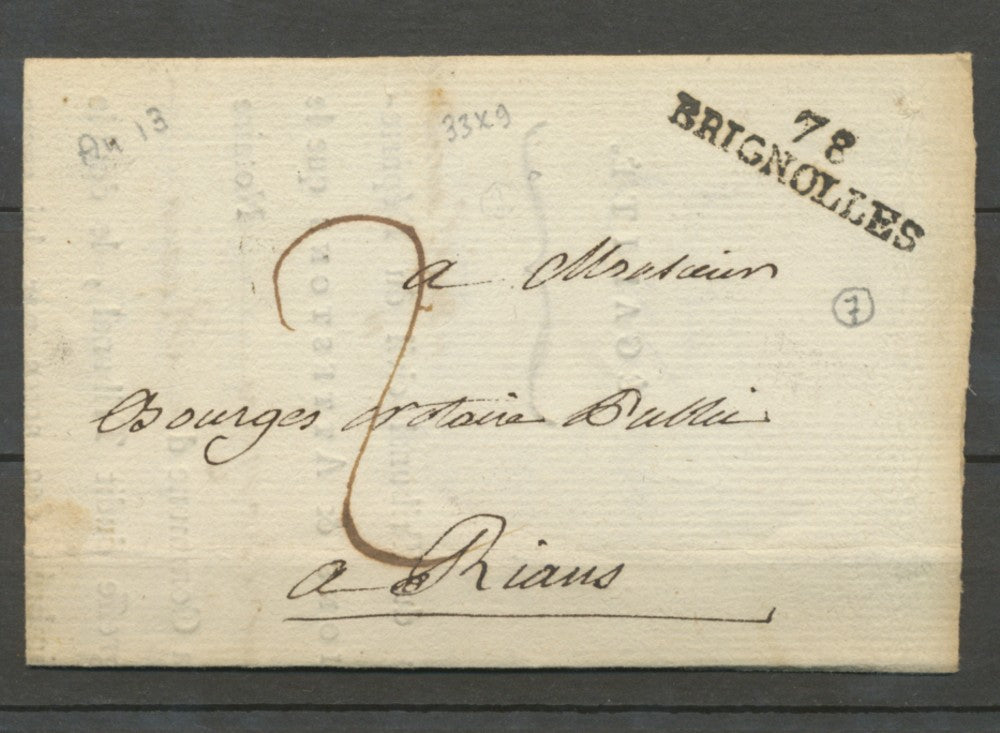 An 13
33x9
78
BRIGNOLLES
7
2
a Monsieur
Bourges Notaire Public
a Rians